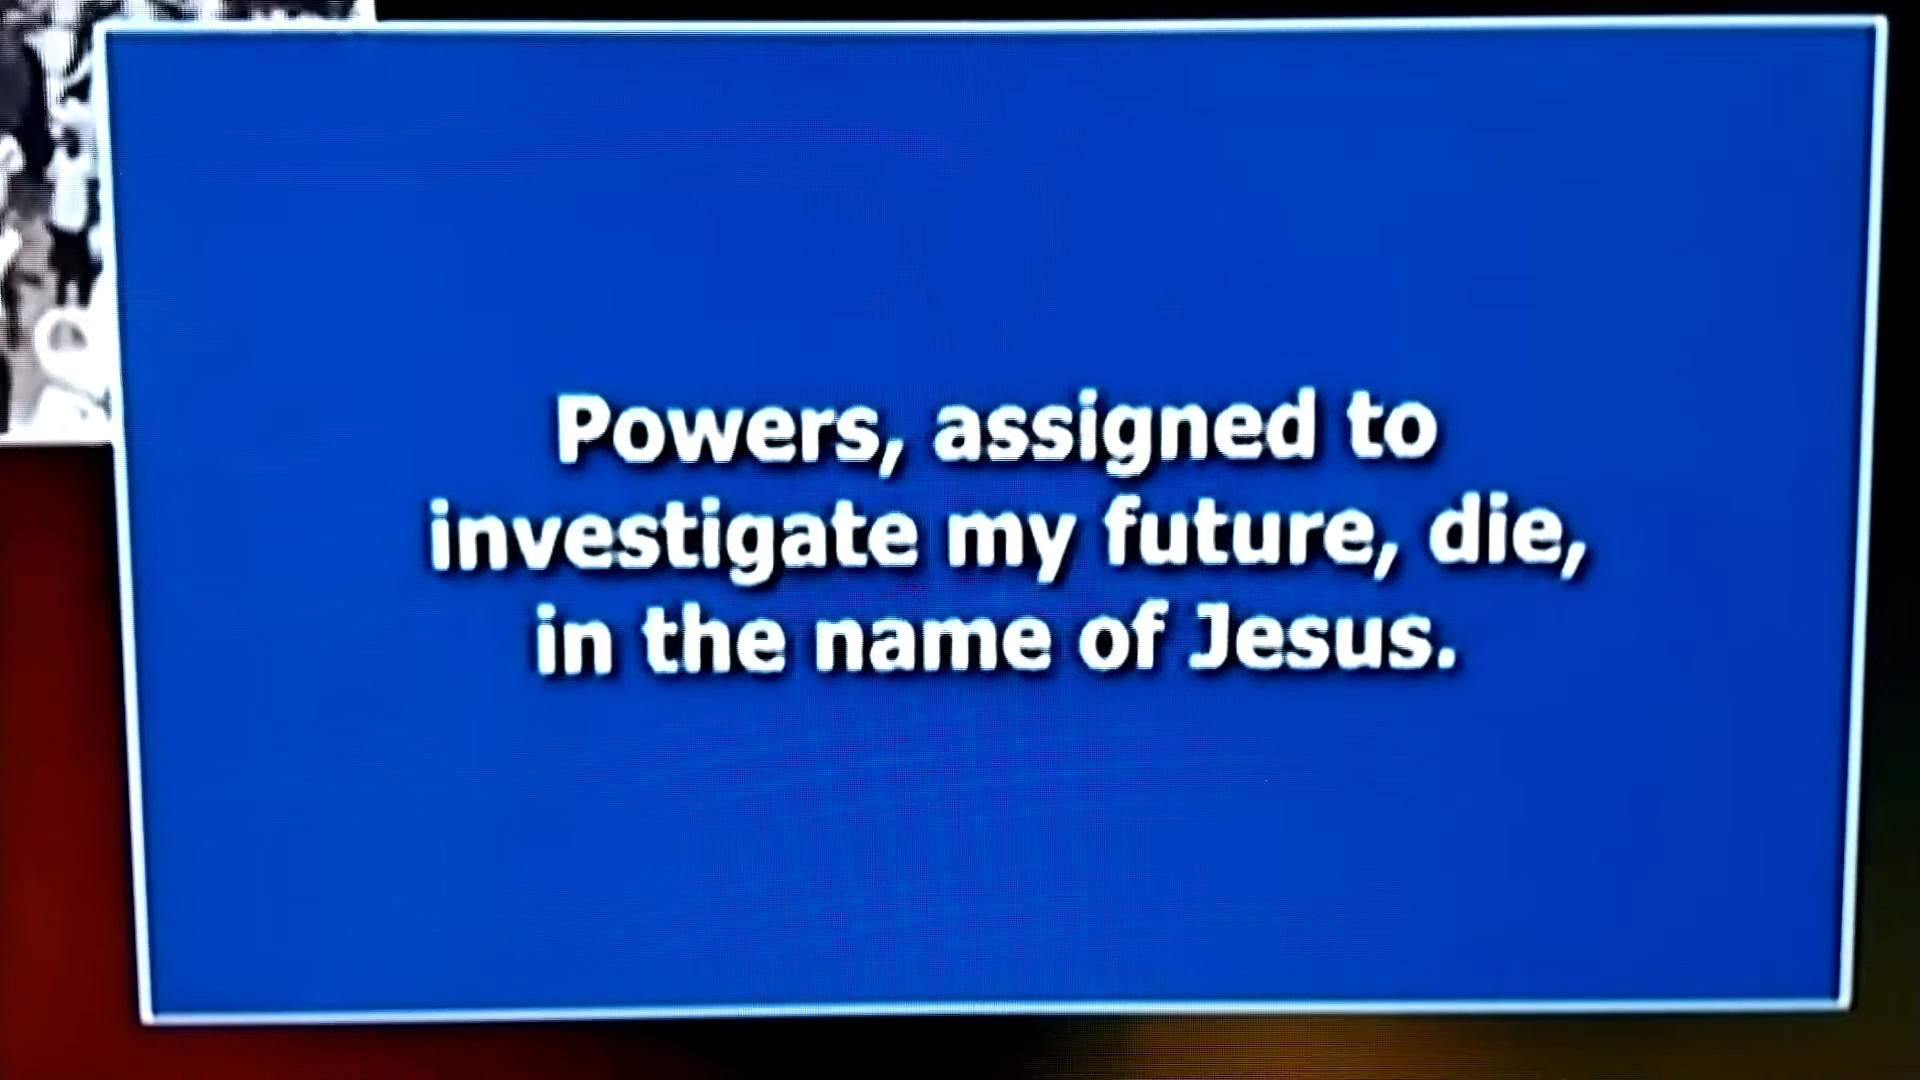 Powers, assigned to
investigate my future, die,
in the name of Jesus.